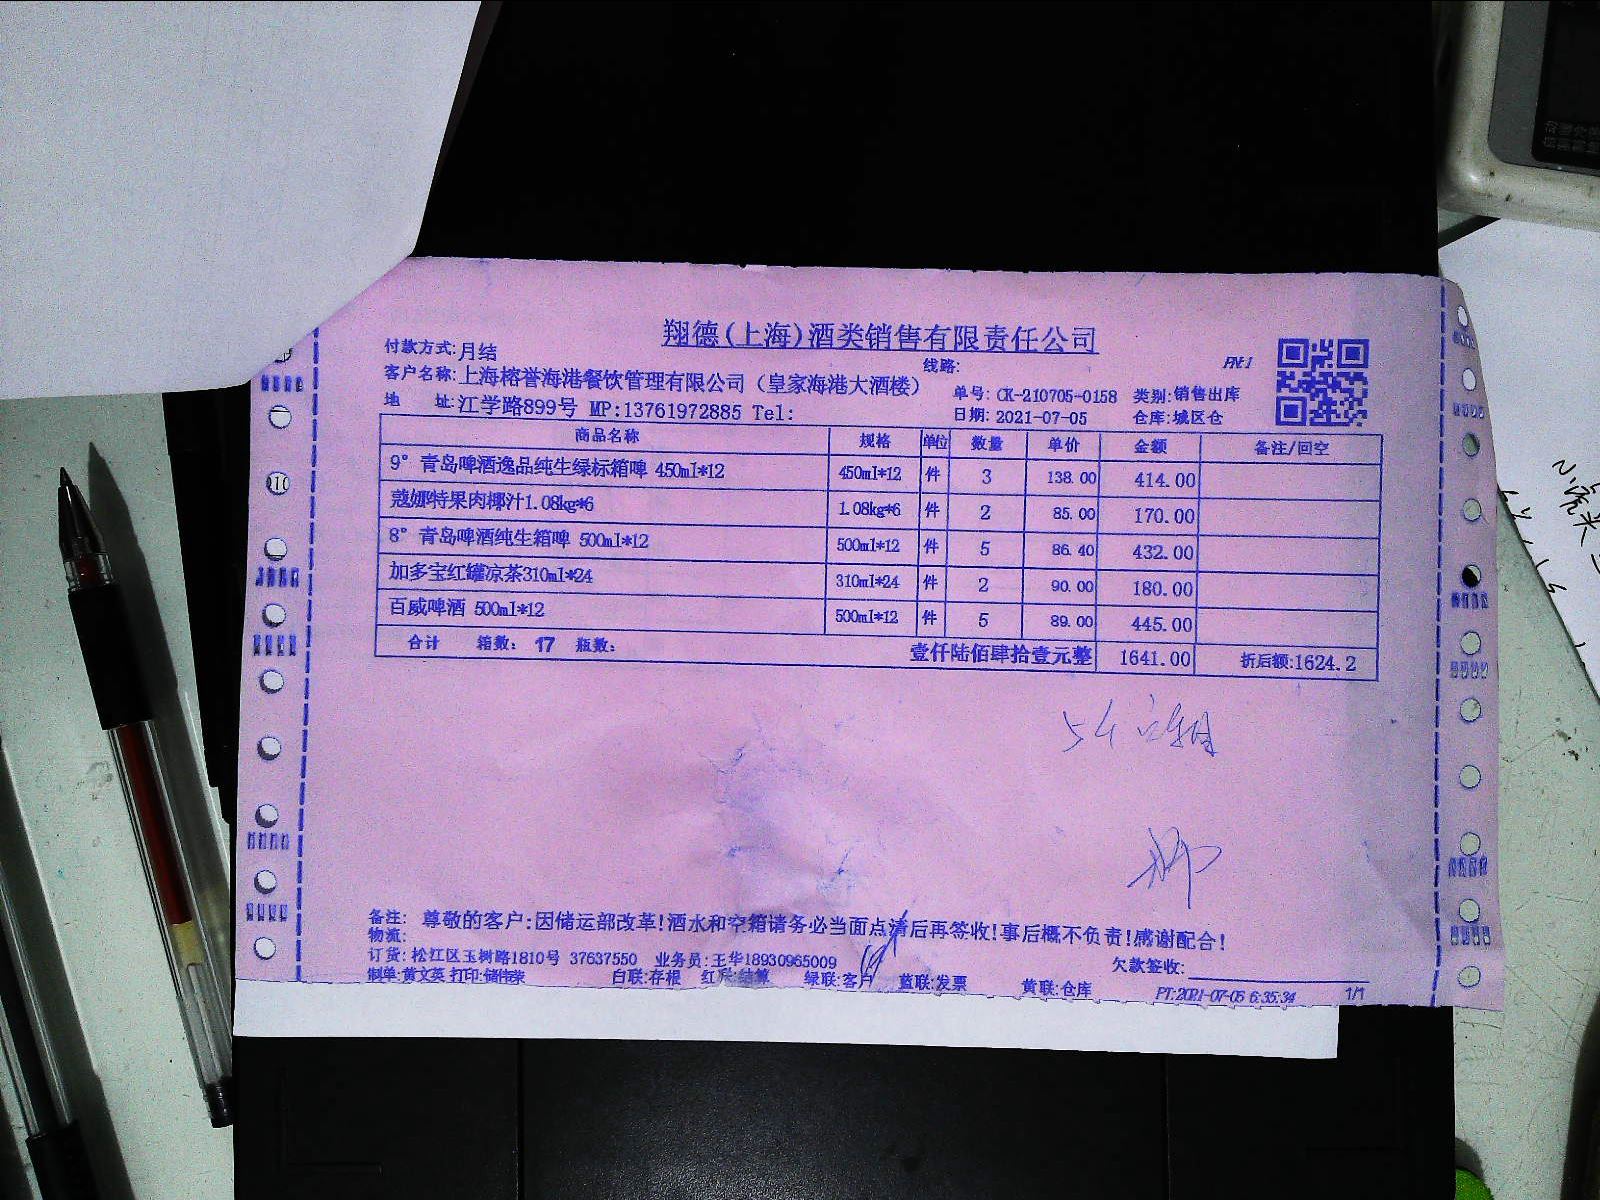 翔德(上海)酒类销售有限责任公司
付款方式:月结
线路:
客户名称:上海榕誉海港餐饮管理有限公司（皇家海港大酒楼）
单号: CK-210705-0158 类别:销售出库
地 址:江学路899号 MP:13761972885 Tel:
日期: 2021-07-05 仓库:城区仓
商品名称 规格 单位 数量 单价 金额 备注/回空
9° 青岛啤酒逸品纯生绿标箱啤 450ml*12 450ml*12 件 3 138.00 414.00
蔻娜特果肉椰汁1.08kg*6 1.08kg*6 件 2 85.00 170.00
8° 青岛啤酒纯生箱啤 500ml*12 500ml*12 件 5 86.40 432.00
加多宝红罐凉茶310ml*24 310ml*24 件 2 90.00 180.00
百威啤酒 500ml*12 500ml*12 件 5 89.00 445.00
合计 箱数: 17 瓶数: 壹仟陆佰肆拾壹元整 1641.00 折后额:1624.2
备注: 尊敬的客户:因储运部改革!酒水和空箱请务必当面点清后再签收!事后概不负责!感谢配合!
物流:
订货:松江区玉树路1810号 37637550 业务员:王华18930965009
欠款签收:
制单:黄文英 打印:储伟荣 白联:存根 红联:结算 绿联:客户 蓝联:发票 黄联:仓库 PT:2021-07-05 6:35:34 1/1